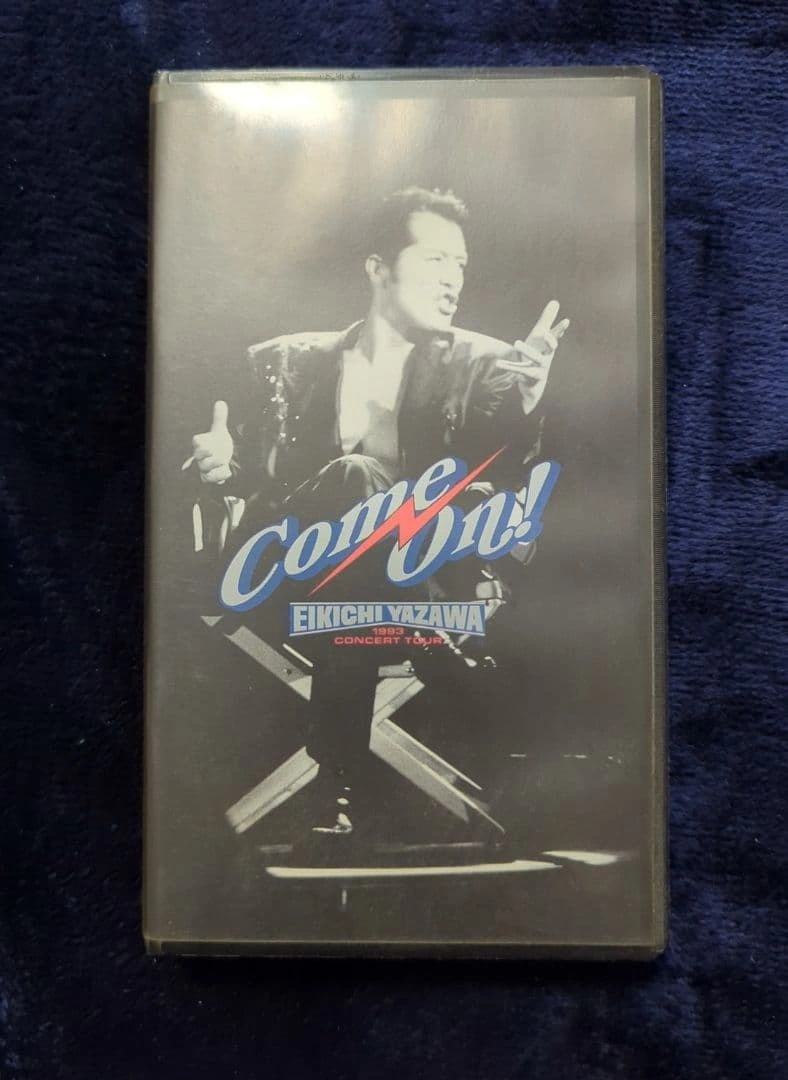 Come On!
EIKICHI YAZAWA
1993
CONCERT TOUR